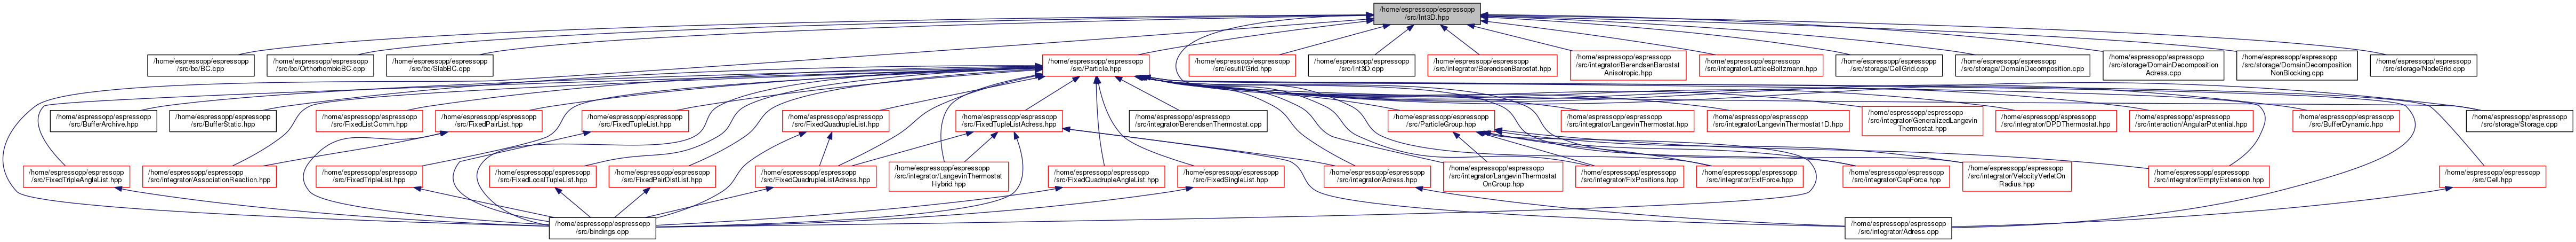 /home/espressopp/espressopp
/src/Int3D.hpp
/home/espressopp/espressopp
/src/bc/BC.cpp
/home/espressopp/espressopp
/src/bc/OrthorhombicBC.cpp
/home/espressopp/espressopp
/src/bc/SlabBC.cpp
/home/espressopp/espressopp
/src/Particle.hpp
/home/espressopp/espressopp
/src/esutil/Grid.hpp
/home/espressopp/espressopp
/src/Int3D.cpp
/home/espressopp/espressopp
/src/integrator/BerendsenBarostat.hpp
/home/espressopp/espressopp
/src/integrator/BerendsenBarostat
Anisotropic.hpp
/home/espressopp/espressopp
/src/integrator/LatticeBoltzmann.hpp
/home/espressopp/espressopp
/src/storage/CellGrid.cpp
/home/espressopp/espressopp
/src/storage/DomainDecomposition.cpp
/home/espressopp/espressopp
/src/storage/DomainDecomposition
Adress.cpp
/home/espressopp/espressopp
/src/storage/DomainDecomposition
NonBlocking.cpp
/home/espressopp/espressopp
/src/storage/NodeGrid.cpp
/home/espressopp/espressopp
/src/BufferArchive.hpp
/home/espressopp/espressopp
/src/BufferStatic.hpp
/home/espressopp/espressopp
/src/FixedListComm.hpp
/home/espressopp/espressopp
/src/FixedPairList.hpp
/home/espressopp/espressopp
/src/FixedTupleList.hpp
/home/espressopp/espressopp
/src/FixedQuadrupleList.hpp
/home/espressopp/espressopp
/src/FixedTupleListAdress.hpp
/home/espressopp/espressopp
/src/integrator/BerendsenThermostat.cpp
/home/espressopp/espressopp
/src/ParticleGroup.hpp
/home/espressopp/espressopp
/src/integrator/LangevinThermostat.hpp
/home/espressopp/espressopp
/src/integrator/LangevinThermostat1D.hpp
/home/espressopp/espressopp
/src/integrator/GeneralizedLangevin
Thermostat.hpp
/home/espressopp/espressopp
/src/integrator/DPDThermostat.hpp
/home/espressopp/espressopp
/src/interaction/AngularPotential.hpp
/home/espressopp/espressopp
/src/BufferDynamic.hpp
/home/espressopp/espressopp
/src/storage/Storage.cpp
/home/espressopp/espressopp
/src/FixedTripleAngleList.hpp
/home/espressopp/espressopp
/src/integrator/AssociationReaction.hpp
/home/espressopp/espressopp
/src/FixedTripleList.hpp
/home/espressopp/espressopp
/src/FixedLocalTupleList.hpp
/home/espressopp/espressopp
/src/FixedPairDistList.hpp
/home/espressopp/espressopp
/src/FixedQuadrupleListAdress.hpp
/home/espressopp/espressopp
/src/integrator/LangevinThermostat
Hybrid.hpp
/home/espressopp/espressopp
/src/FixedQuadrupleAngleList.hpp
/home/espressopp/espressopp
/src/FixedSingleList.hpp
/home/espressopp/espressopp
/src/integrator/Adress.hpp
/home/espressopp/espressopp
/src/integrator/LangevinThermostat
OnGroup.hpp
/home/espressopp/espressopp
/src/integrator/FixPositions.hpp
/home/espressopp/espressopp
/src/integrator/ExtForce.hpp
/home/espressopp/espressopp
/src/integrator/CapForce.hpp
/home/espressopp/espressopp
/src/integrator/VelocityVerletOn
Radius.hpp
/home/espressopp/espressopp
/src/integrator/EmptyExtension.hpp
/home/espressopp/espressopp
/src/Cell.hpp
/home/espressopp/espressopp
/src/bindings.cpp
/home/espressopp/espressopp
/src/integrator/Adress.cpp